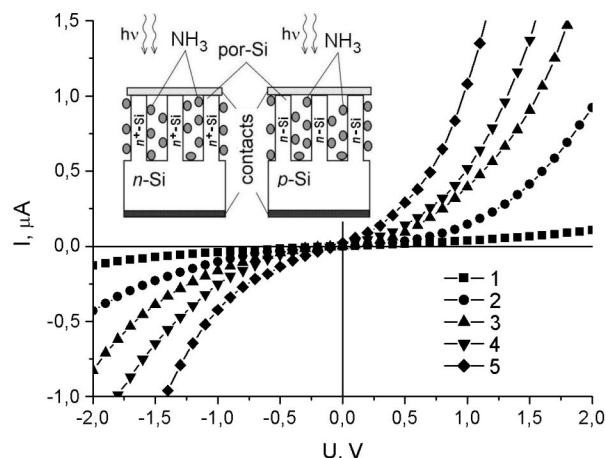 1,5
1,0
0,5
0,0
-0,5
-1,0
I, μA
hν
NH3
por-Si
hν
NH3
n+-Si
n+-Si
n+-Si
n-Si
n-Si
n-Si
n-Si
contacts
p-Si
1
2
3
4
5
-2,0 -1,5 -1,0 -0,5 0,0 0,5 1,0 1,5 2,0
U, V